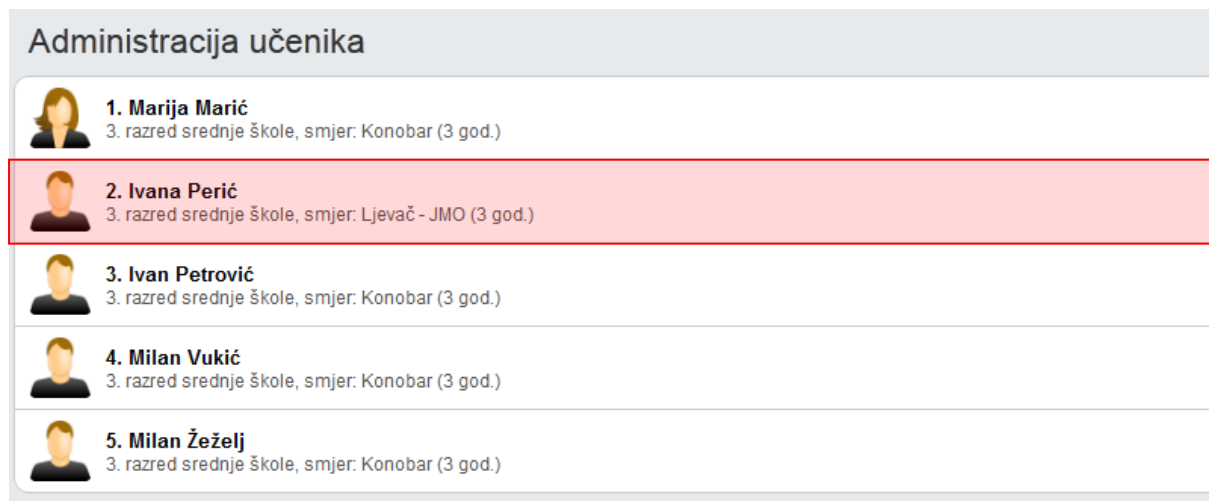 Administracija učenika
1. Marija Marić
3. razred srednje škole, smjer: Konobar (3 god.)
2. Ivana Perić
3. razred srednje škole, smjer: Ljevač - JMO (3 god.)
3. Ivan Petrović
3. razred srednje škole, smjer: Konobar (3 god.)
4. Milan Vukić
3. razred srednje škole, smjer: Konobar (3 god.)
5. Milan Žeželj
3. razred srednje škole, smjer: Konobar (3 god.)